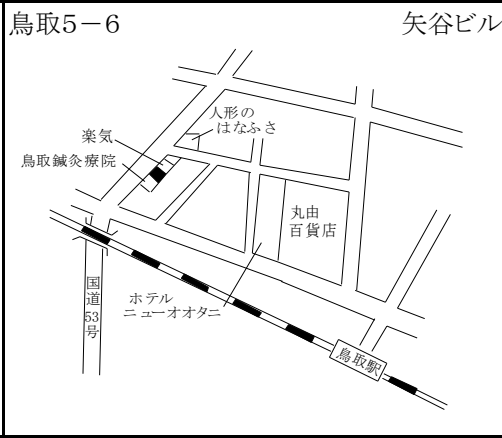 鳥取5－6
矢谷ビル
人形の
はなふさ
楽気
鳥取鍼灸療院
丸由
百貨店
国道53号
ホテル
ニューオオタニ
鳥取駅